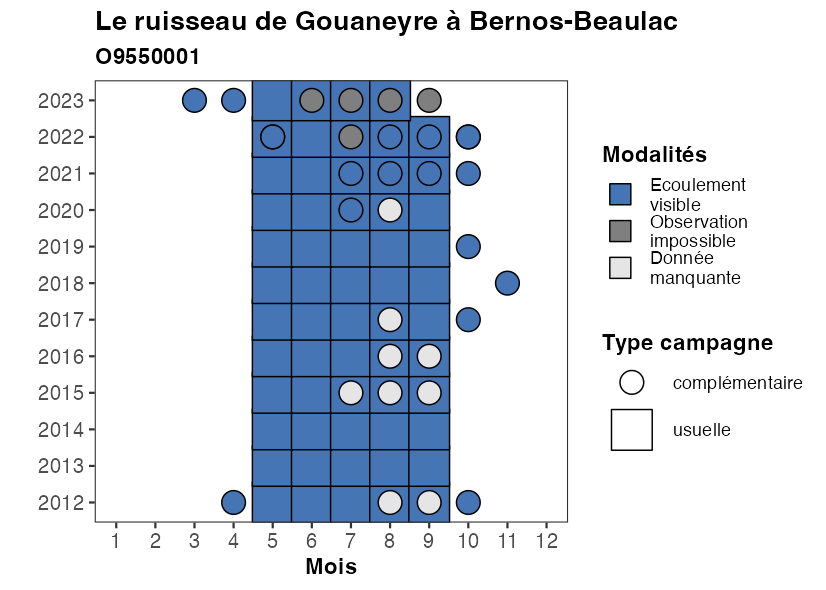 Le ruisseau de Gouaneyre à Bernos-Beaulac
O9550001
2023
2022
2021
2020
2019
2018
2017
2016
2015
2014
2013
2012
1 2 3 4 5 6 7 8 9 10 11 12
Mois
Modalités
Ecoulement
visible
Observation
impossible
Donnée
manquante
Type campagne
complémentaire
usuelle